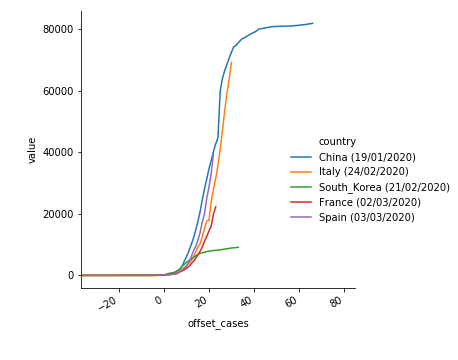 80000
60000
40000
20000
0
value
−20
0
20
40
60
80
offset_cases
country
China (19/01/2020)
Italy (24/02/2020)
South_Korea (21/02/2020)
France (02/03/2020)
Spain (03/03/2020)